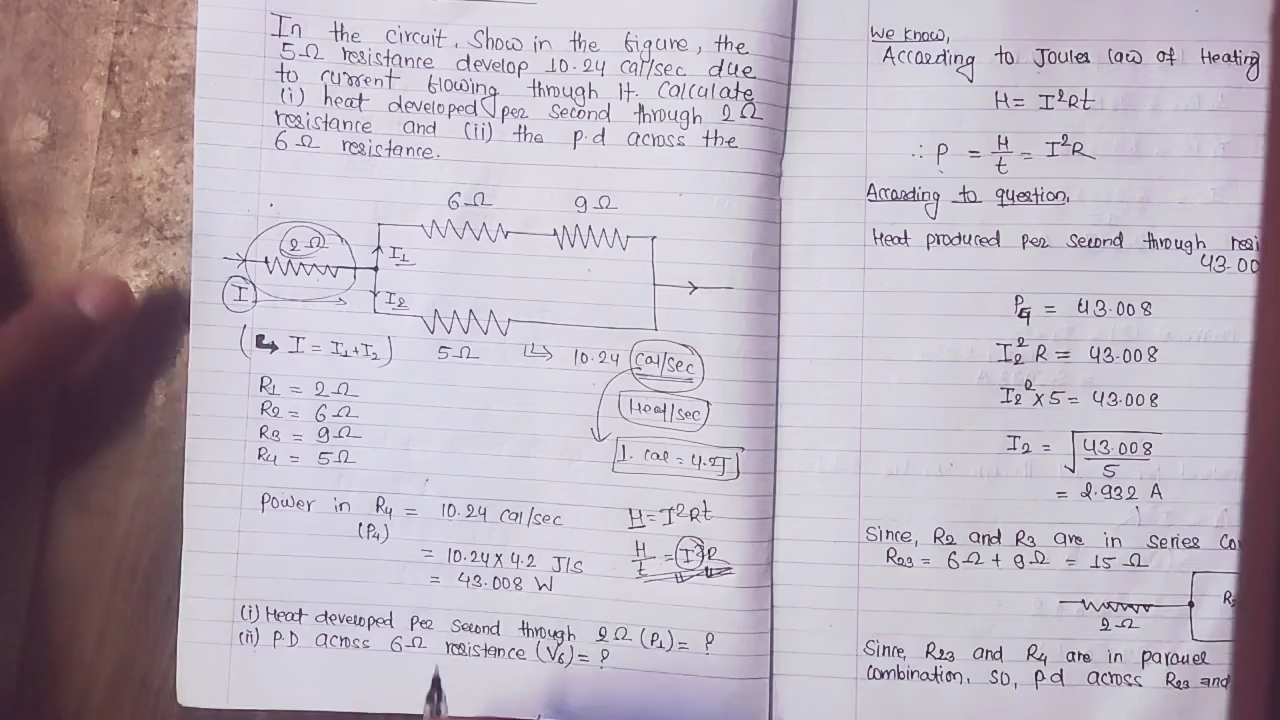 In the circuit. Show in the figure, the
5Ω resistance develop 10.24 cal/sec due
to current flowing through it. Calculate
(i) heat developed per second through 2Ω
resistance and (ii) the p.d across the
6Ω resistance.
6Ω 9Ω
2Ω
I1
I
I2
(↳ I = I1+I2)
5Ω ↳ 10.24 cal/sec
Heat/sec
1. cal = 4.2J
R1 = 2Ω
R2 = 6Ω
R3 = 9Ω
R4 = 5Ω
Power in R4 = 10.24 cal/sec
(P4)
= 10.24×4.2 J/S
= 43.008 W
H=I²Rt
H/t = I²R
(i) Heat developed per second through 2Ω (P1) = ?
(ii) P.D across 6Ω resistance (V6) = ?
We know,
According to Joules law of Heating
H= I²Rt
∴ P = H/t = I²R
According to question,
Heat produced per second through resi
43.00
P4 = 43.008
I2² R = 43.008
I2² × 5 = 43.008
I2 = √43.008/5
= 2.932 A
Since, R2 and R3 are in series Co
R23 = 6Ω + 9Ω = 15Ω
2Ω
Since, R23 and R4 are in parallel
combination. so, p.d across R23 and